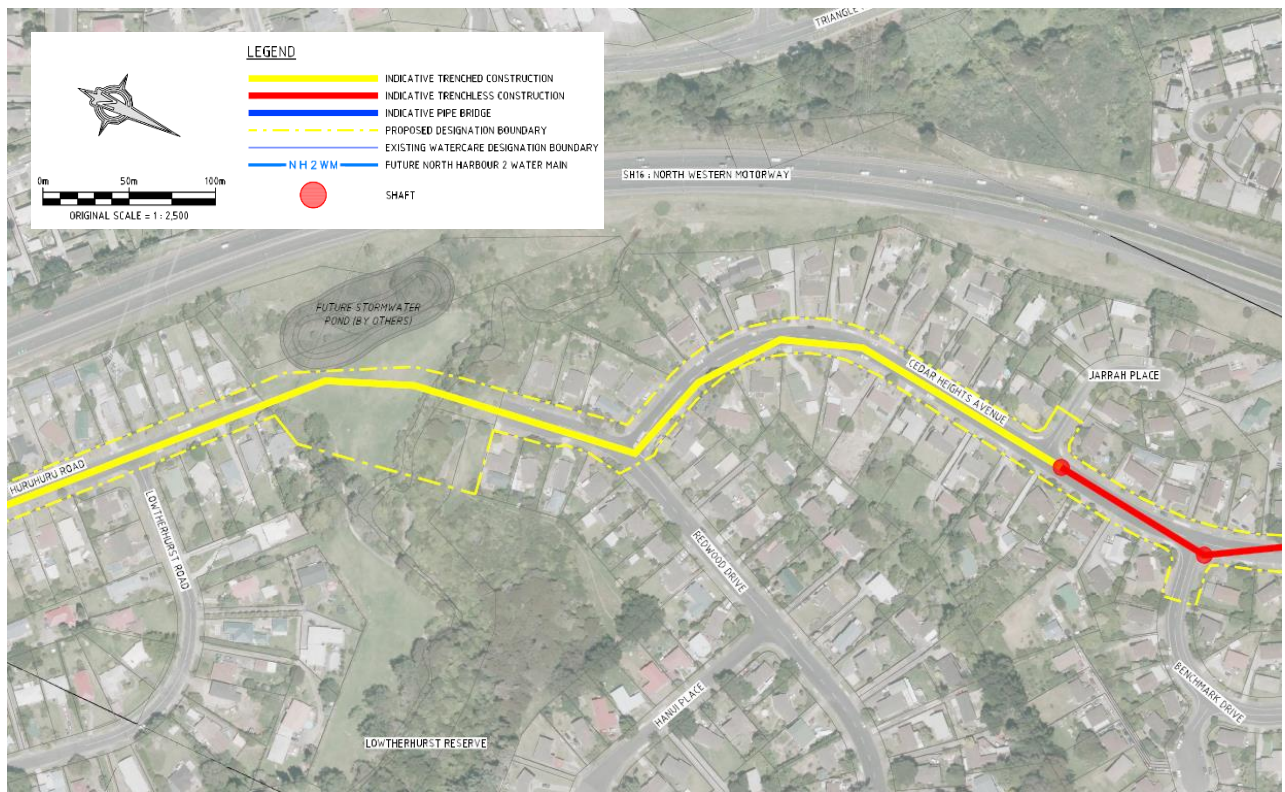 TRIANGLE
LEGEND
INDICATIVE TRENCHED CONSTRUCTION
INDICATIVE TRENCHLESS CONSTRUCTION
INDICATIVE PIPE BRIDGE
PROPOSED DESIGNATION BOUNDARY
EXISTING WATERCARE DESIGNATION BOUNDARY
NH2WM
FUTURE NORTH HARBOUR 2 WATER MAIN
SHAFT
0m 50m 100m
ORIGINAL SCALE = 1 : 2,500
SH16 : NORTH WESTERN MOTORWAY
FUTURE STORMWATER
POND (BY OTHERS)
CEDAR HEIGHTS AVENUE
JARRAH PLACE
HURUHURU ROAD
LOWTHERHURST ROAD
REDWOOD DRIVE
HANUI PLACE
BENCHMARK DRIVE
LOWTHERHURST RESERVE